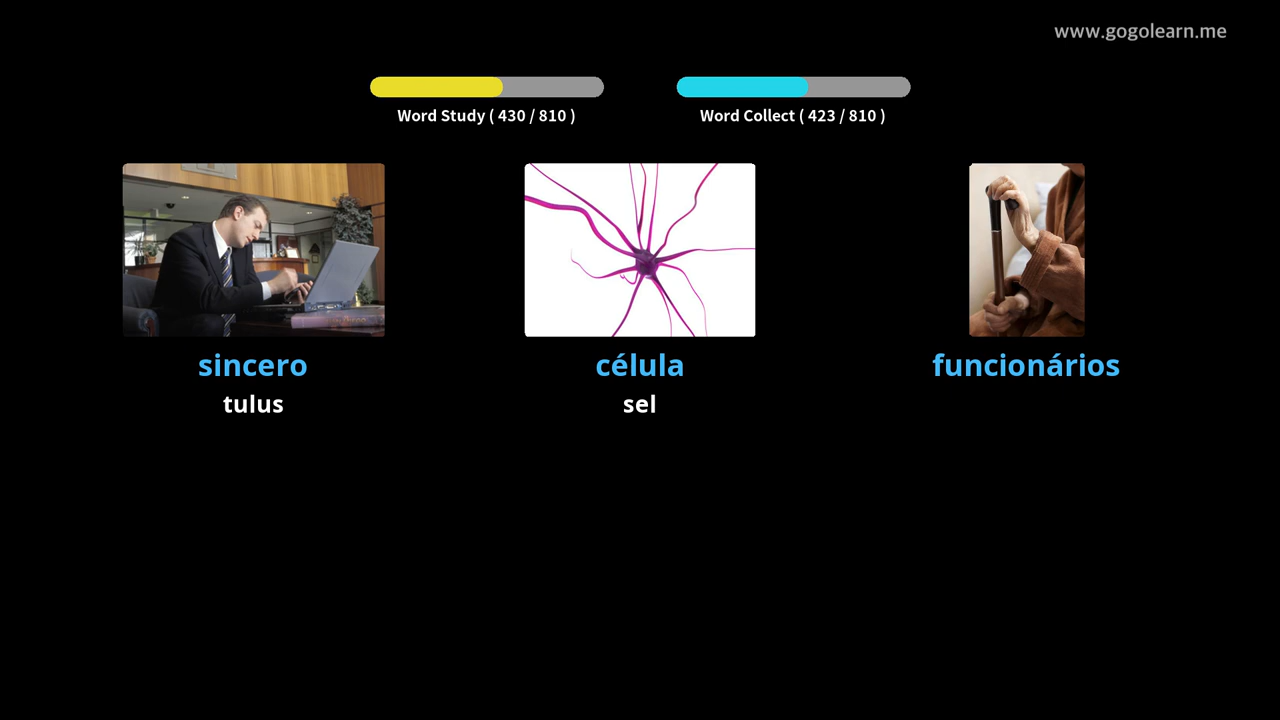 www.gogolearn.me
Word Study ( 430 / 810 )
Word Collect ( 423 / 810 )
sincero
célula
funcionários
tulus
sel